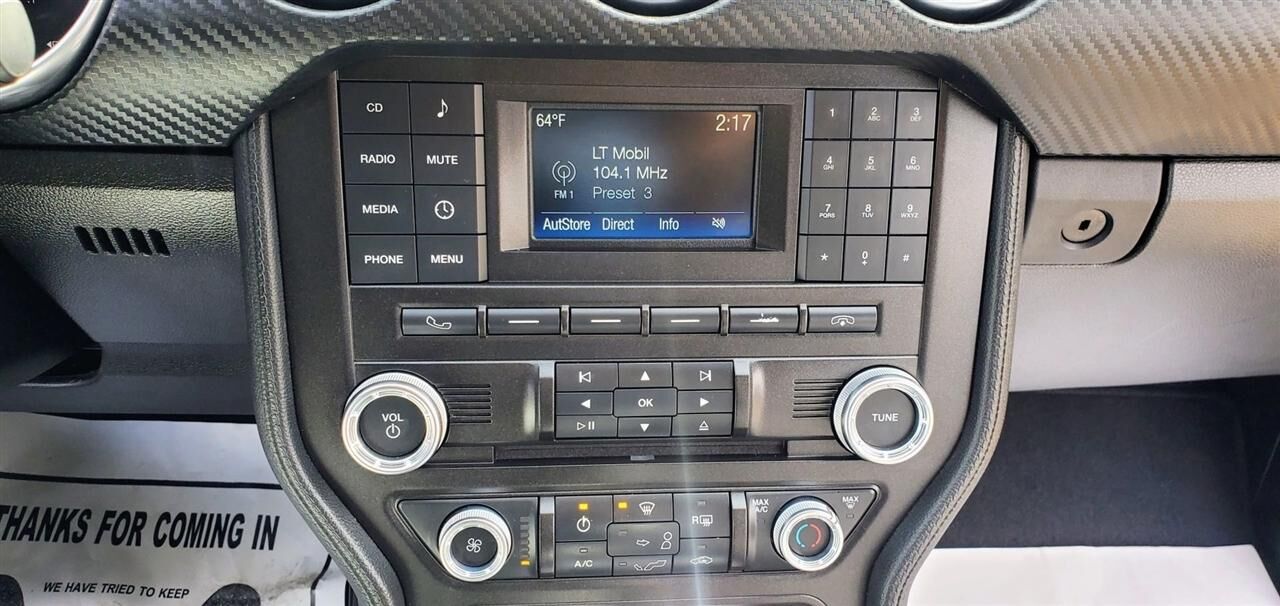 CD
RADIO
MUTE
MEDIA
PHONE
MENU
64°F 2:17
LT Mobil
104.1 MHz
FM 1
Preset 3
AutStore Direct Info
1 2 ABC 3 DEF
4 GHI 5 JKL 6 MNO
7 PQRS 8 TUV 9 WXYZ
* 0 + #
VOL
OK
TUNE
R
A/C
MAX A/C
MAX
THANKS FOR COMING IN
WE HAVE TRIED TO KEEP